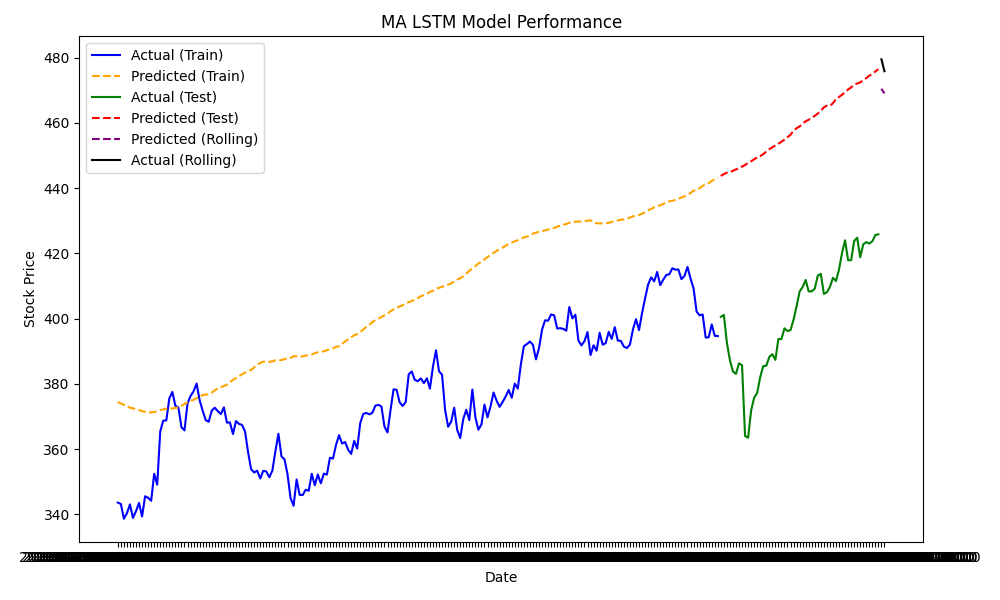 MA LSTM Model Performance
Actual (Train)
Predicted (Train)
Actual (Test)
Predicted (Test)
Predicted (Rolling)
Actual (Rolling)
480
460
440
420
400
380
360
340
Stock Price
Date